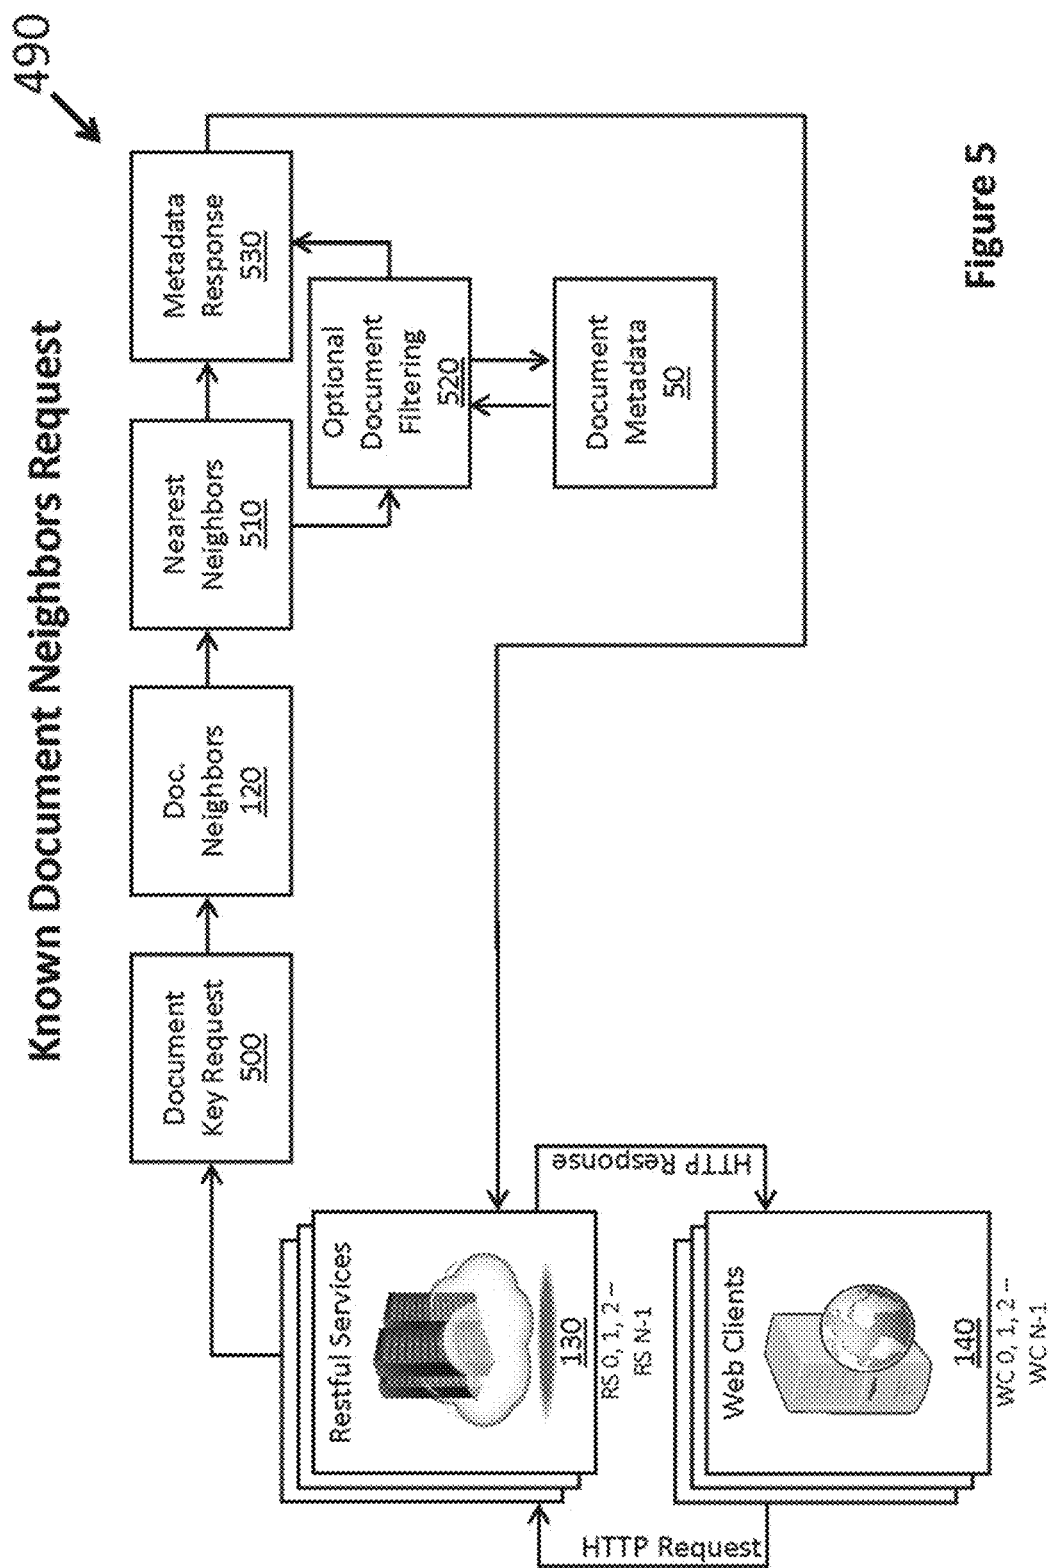 Known Document Neighbors Request
490
Document
Key Request
500
Doc.
Neighbors
120
Nearest
Neighbors
510
Metadata
Response
530
Optional
Document
Filtering
520
Document
Metadata
50
Restful Services
130
RS 0, 1, 2 --
RS N-1
HTTP Response
HTTP Request
Web Clients
140
WC 0, 1, 2 --
WC N-1
Figure 5